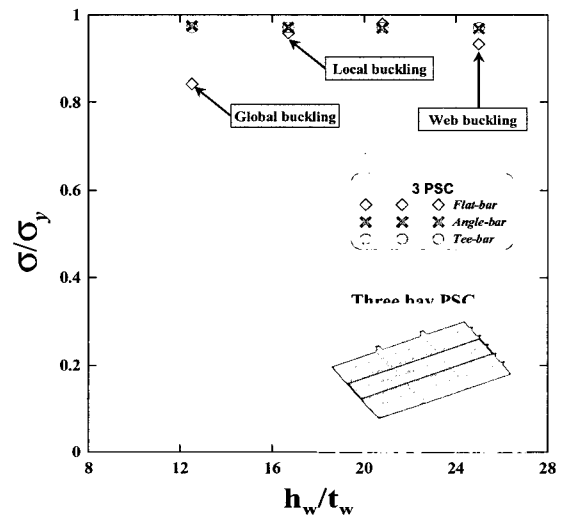 1
0.8
0.6
0.4
0.2
0
σ/σy
Local buckling
Global buckling
Web buckling
3 PSC
Flat-bar
Angle-bar
Tee-bar
Three bay PSC
8 12 16 20 24 28
hw/tw